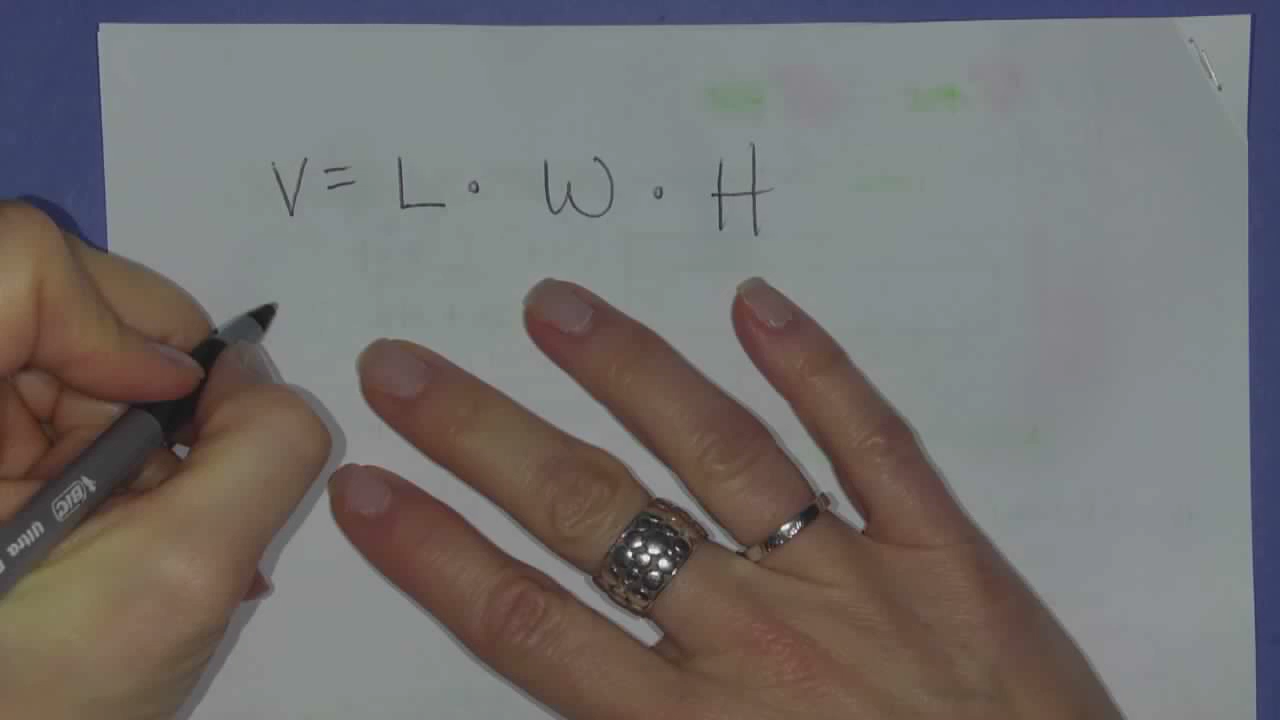 V = L · W · H
BIC Ultra